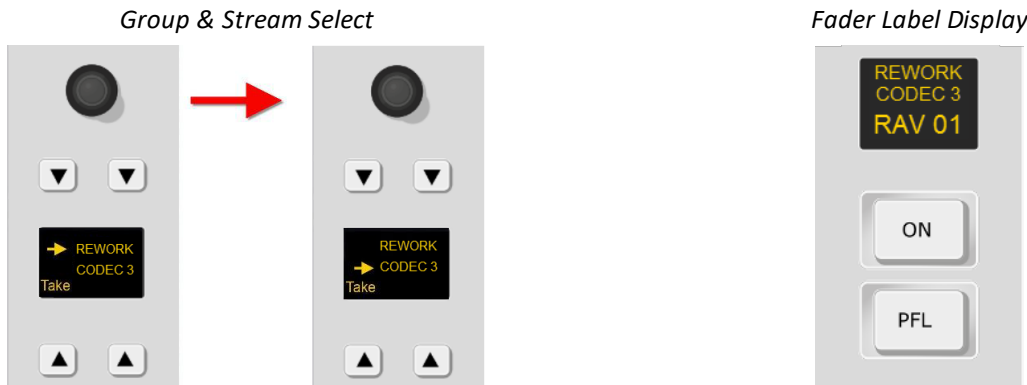 Group & Stream Select
Fader Label Display
REWORK
CODEC 3
Take
REWORK
CODEC 3
Take
REWORK
CODEC 3
RAV 01
ON
PFL